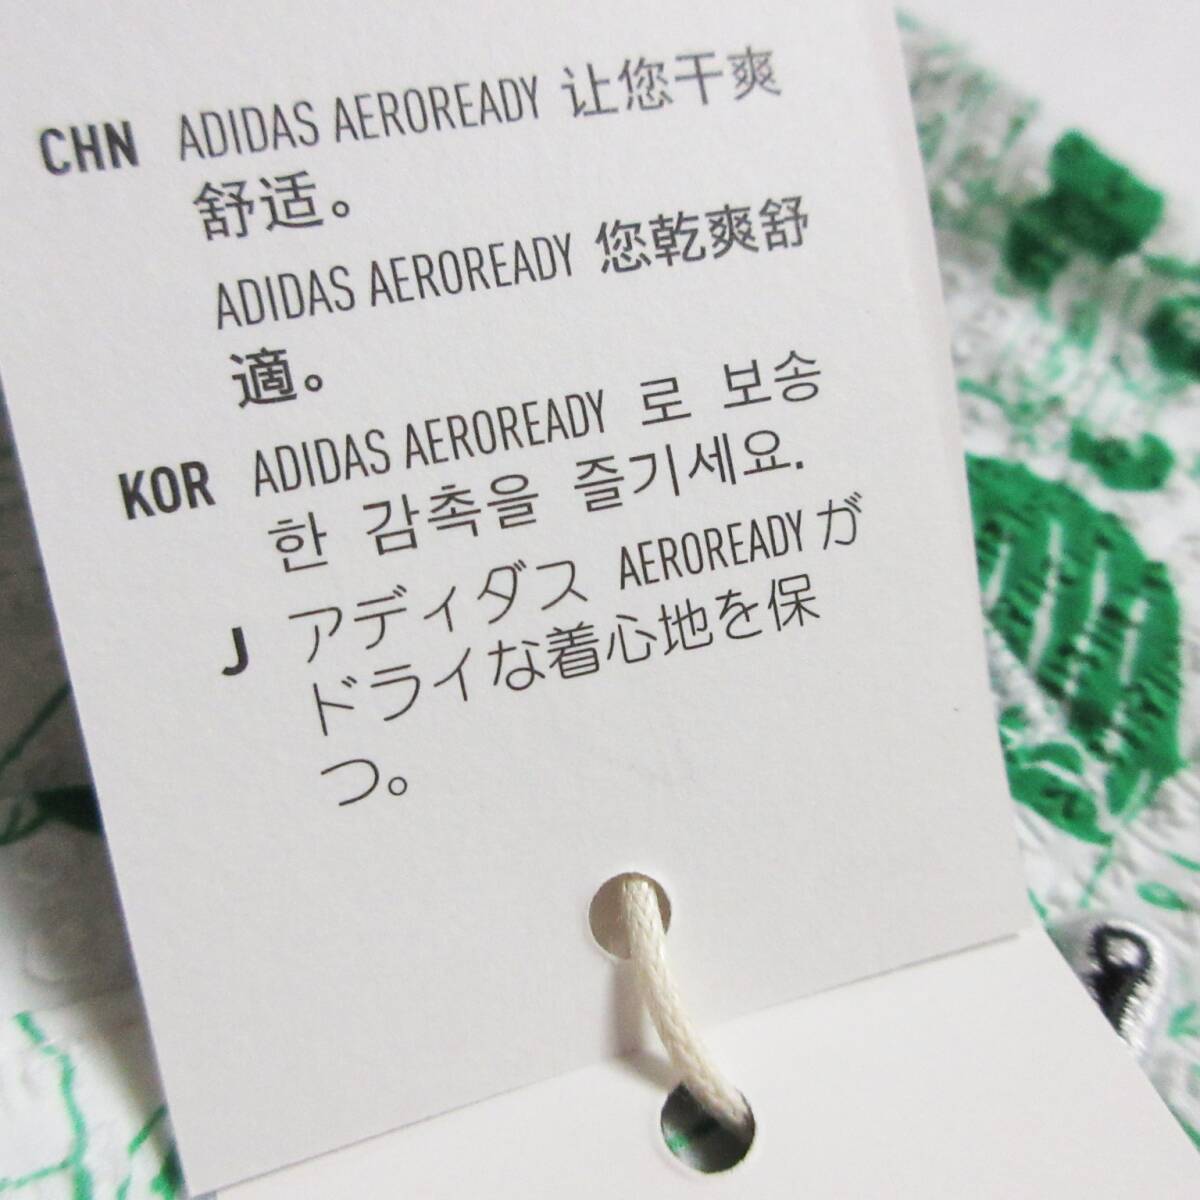 CHN ADIDAS AEROREADY 让您干爽
舒适。
ADIDAS AEROREADY 您乾爽舒
適。
KOR ADIDAS AEROREADY 로 보송
한 감촉을 즐기세요.
J アディダス AEROREADY が
ドライな着心地を保
つ。